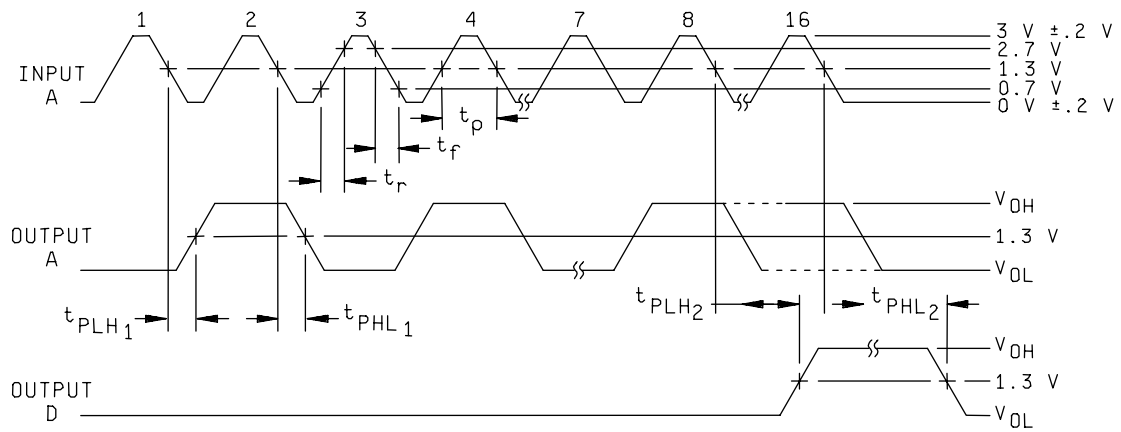 1 2 3 4 7 8 16
3 V ±.2 V
2.7 V
INPUT A
1.3 V
0.7 V
0 V ±.2 V
tp
tf
tr
VOH
OUTPUT A
1.3 V
VOL
tPLH1
tPHL1
tPLH2
tPHL2
VOH
OUTPUT D
1.3 V
VOL